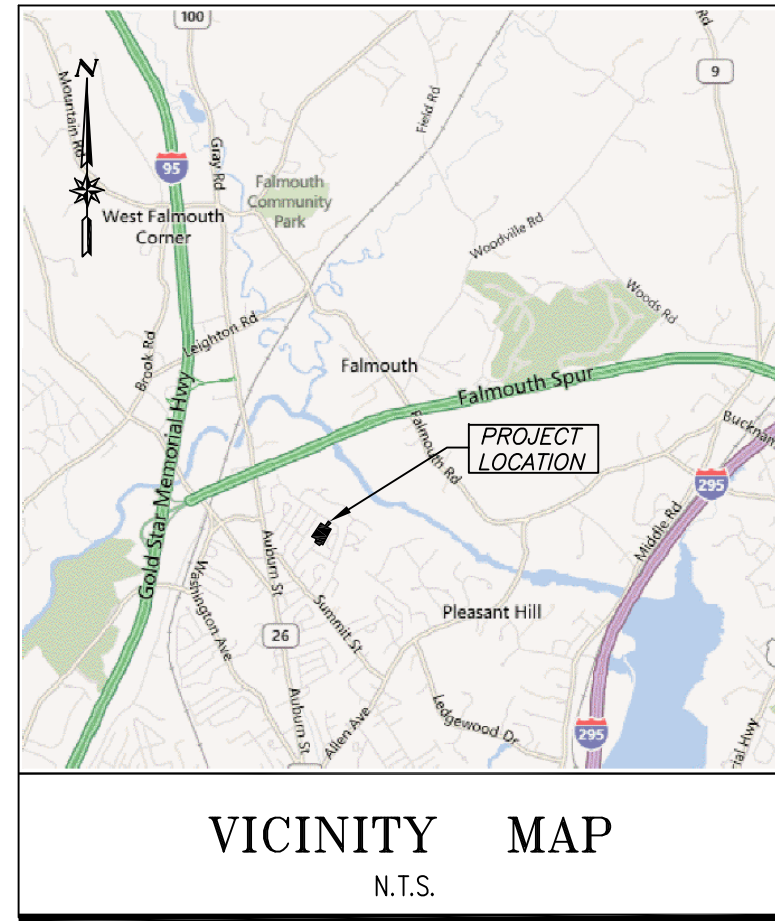 100
Rd
9
N
Mountain Rd
Field Rd
95
Gray Rd
Falmouth
Community
Park
West Falmouth
Corner
Woodville Rd
Woods Rd
Leighton Rd
Brook Rd
Falmouth
Falmouth Spur
Gold Star Memorial Hwy
Falmouth Rd
Bucknam
PROJECT
LOCATION
295
Middle Rd
Auburn St
Washington Ave
Summit St
Pleasant Hill
26
Auburn St
Allen Ave
Ledgewood Dr
295
rial Hwy
VICINITY MAP
N.T.S.